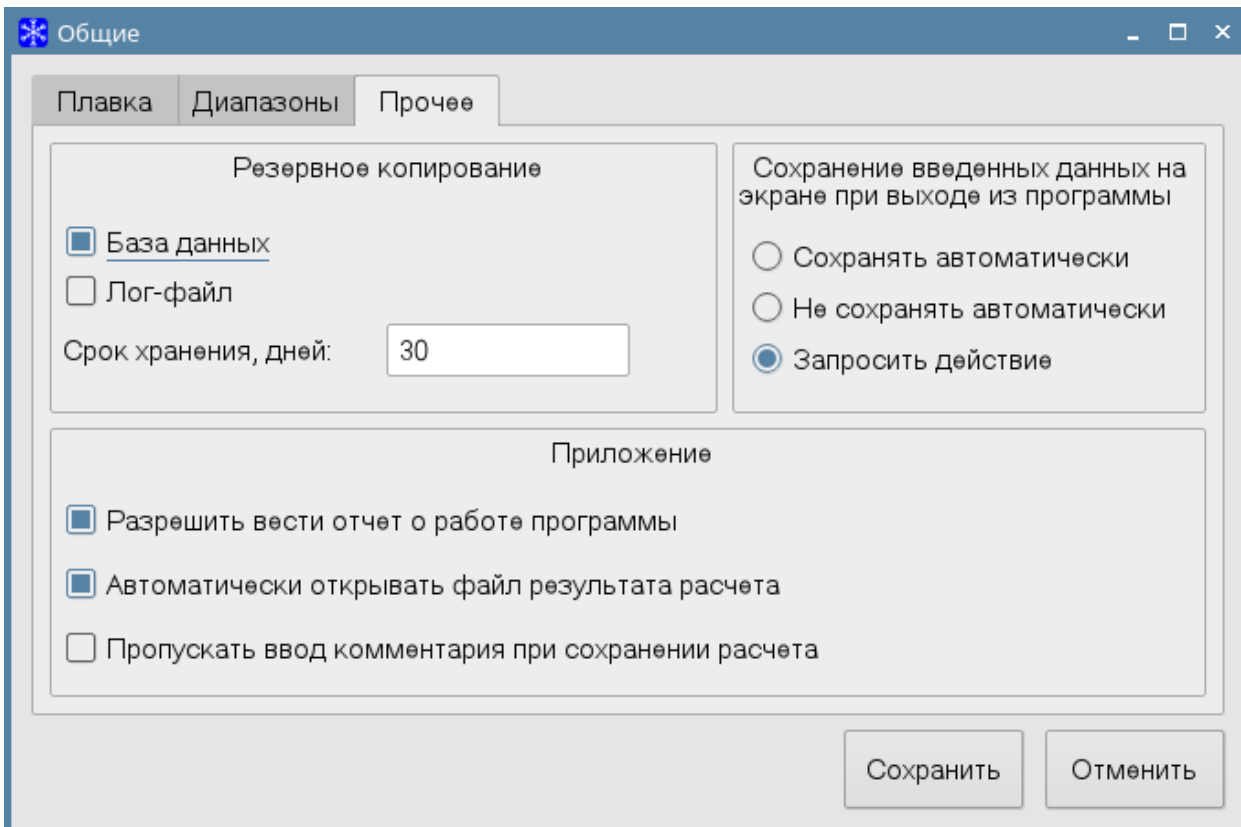 Общие
Плавка
Диапазоны
Прочее
Резервное копирование
База данных
Лог-файл
Срок хранения, дней:
30
Сохранение введенных данных на
экране при выходе из программы
Сохранять автоматически
Не сохранять автоматически
Запросить действие
Приложение
Разрешить вести отчет о работе программы
Автоматически открывать файл результата расчета
Пропускать ввод комментария при сохранении расчета
Сохранить
Отменить